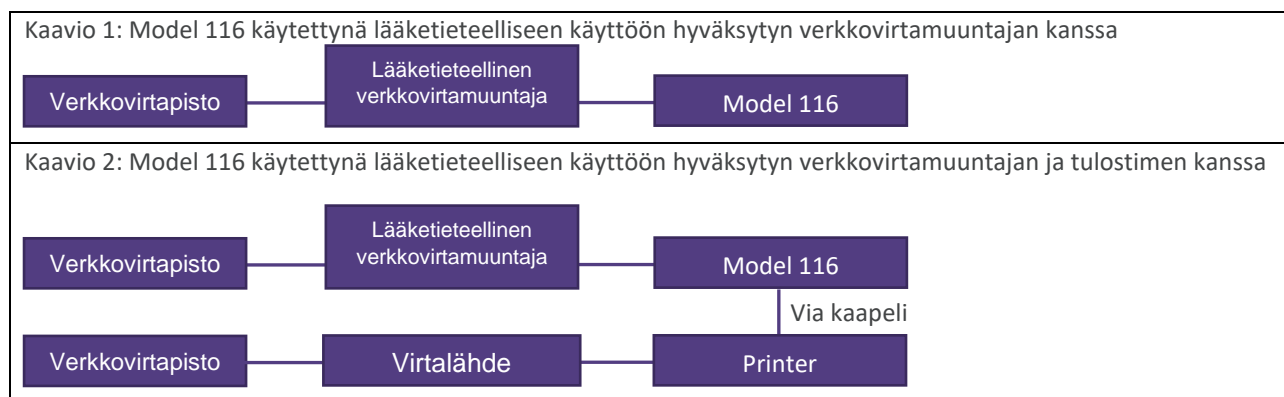 Kaavio 1: Model 116 käytettynä lääketieteelliseen käyttöön hyväksytyn verkkovirtamuuntajan kanssa
Verkkovirtapisto
Lääketieteellinen
verkkovirtamuuntaja
Model 116
Kaavio 2: Model 116 käytettynä lääketieteelliseen käyttöön hyväksytyn verkkovirtamuuntajan ja tulostimen kanssa
Verkkovirtapisto
Lääketieteellinen
verkkovirtamuuntaja
Model 116
Via kaapeli
Verkkovirtapisto
Virtalähde
Printer